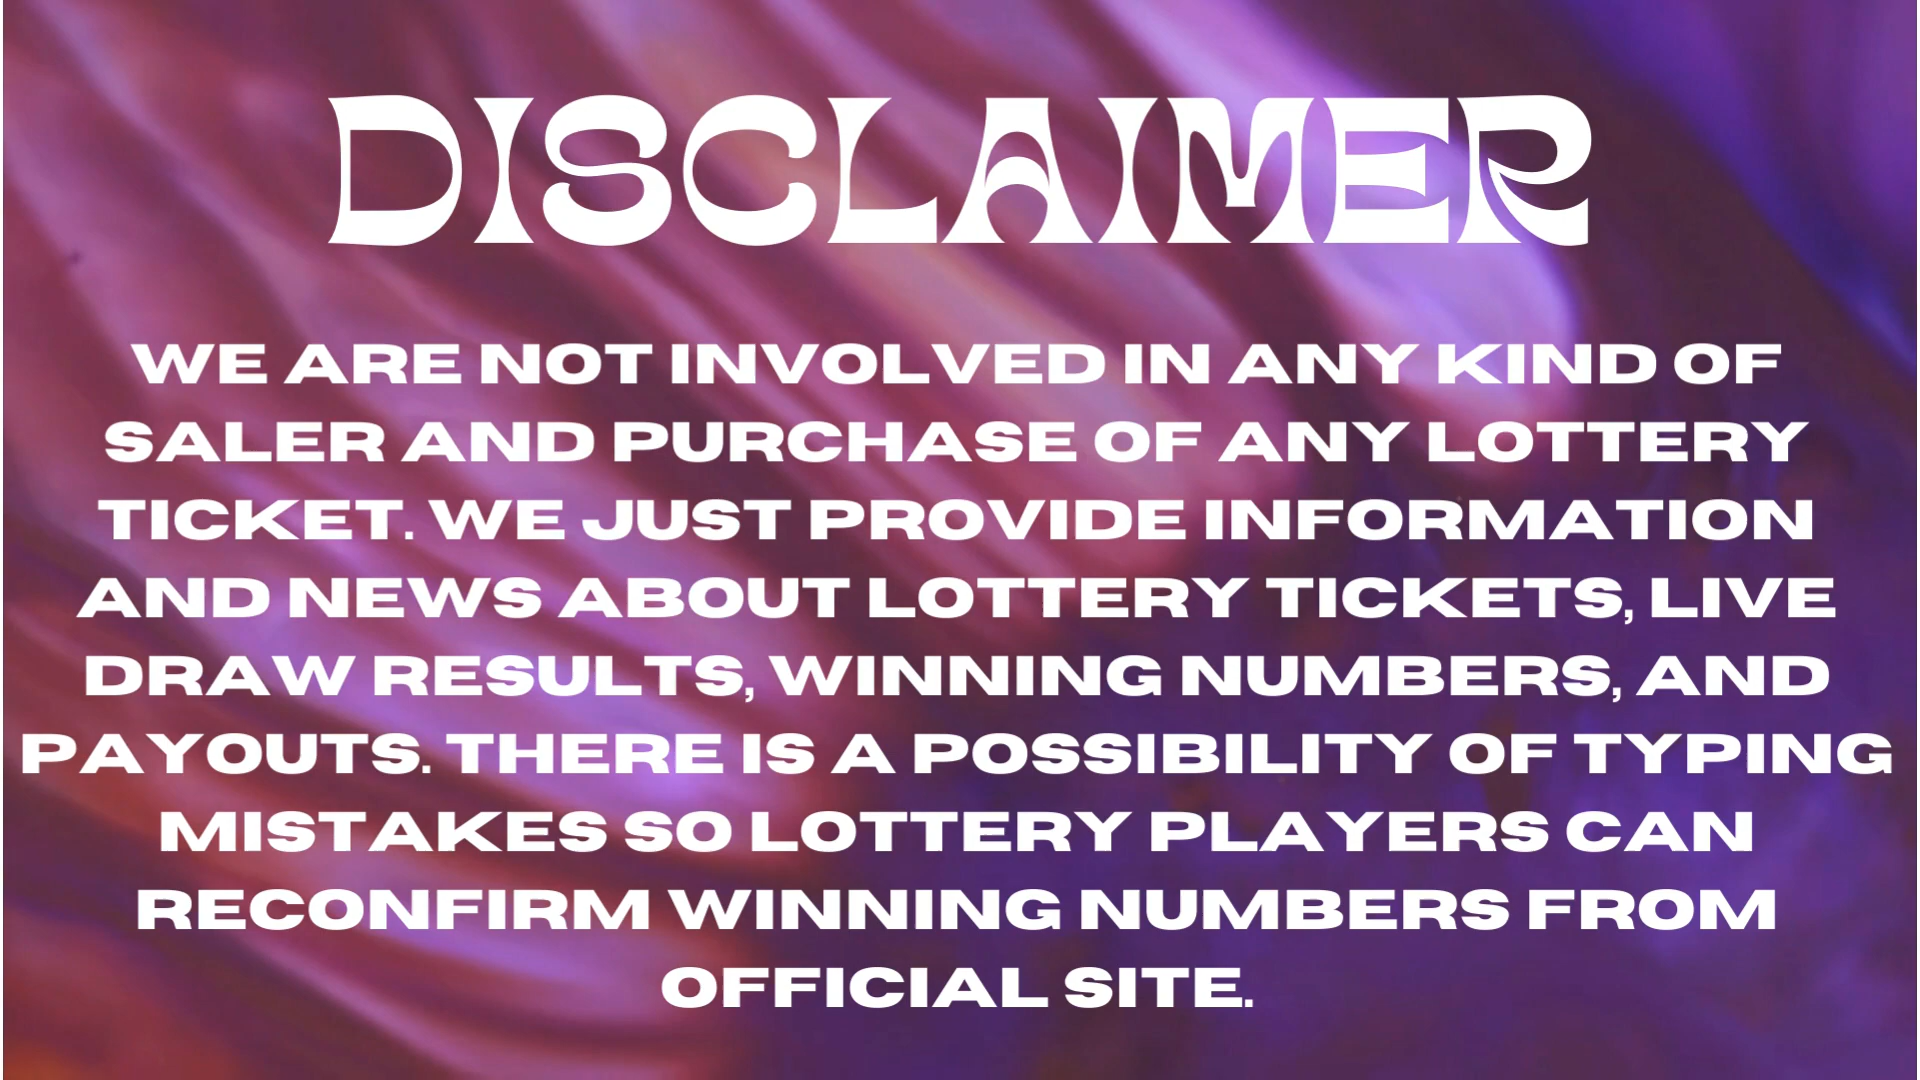 DISCLAIMER
WE ARE NOT INVOLVED IN ANY KIND OF
SALER AND PURCHASE OF ANY LOTTERY
TICKET. WE JUST PROVIDE INFORMATION
AND NEWS ABOUT LOTTERY TICKETS, LIVE
DRAW RESULTS, WINNING NUMBERS, AND
PAYOUTS. THERE IS A POSSIBILITY OF TYPING
MISTAKES SO LOTTERY PLAYERS CAN
RECONFIRM WINNING NUMBERS FROM
OFFICIAL SITE.